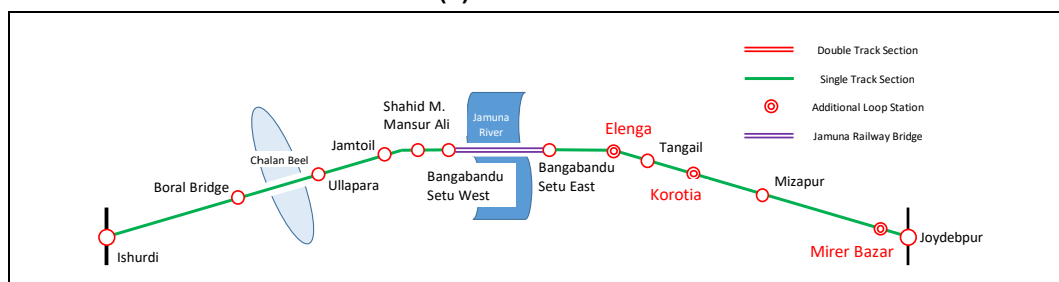 Double Track Section
Single Track Section
Additional Loop Station
Jamuna Railway Bridge
Shahid M.
Mansur Ali
Jamuna
River
Elenga
Tangail
Jamtoil
Chalan Beel
Boral Bridge
Ullapara
Bangabandu
Setu West
Bangabandu
Setu East
Korotia
Mizapur
Ishurdi
Mirer Bazar
Joydebpur